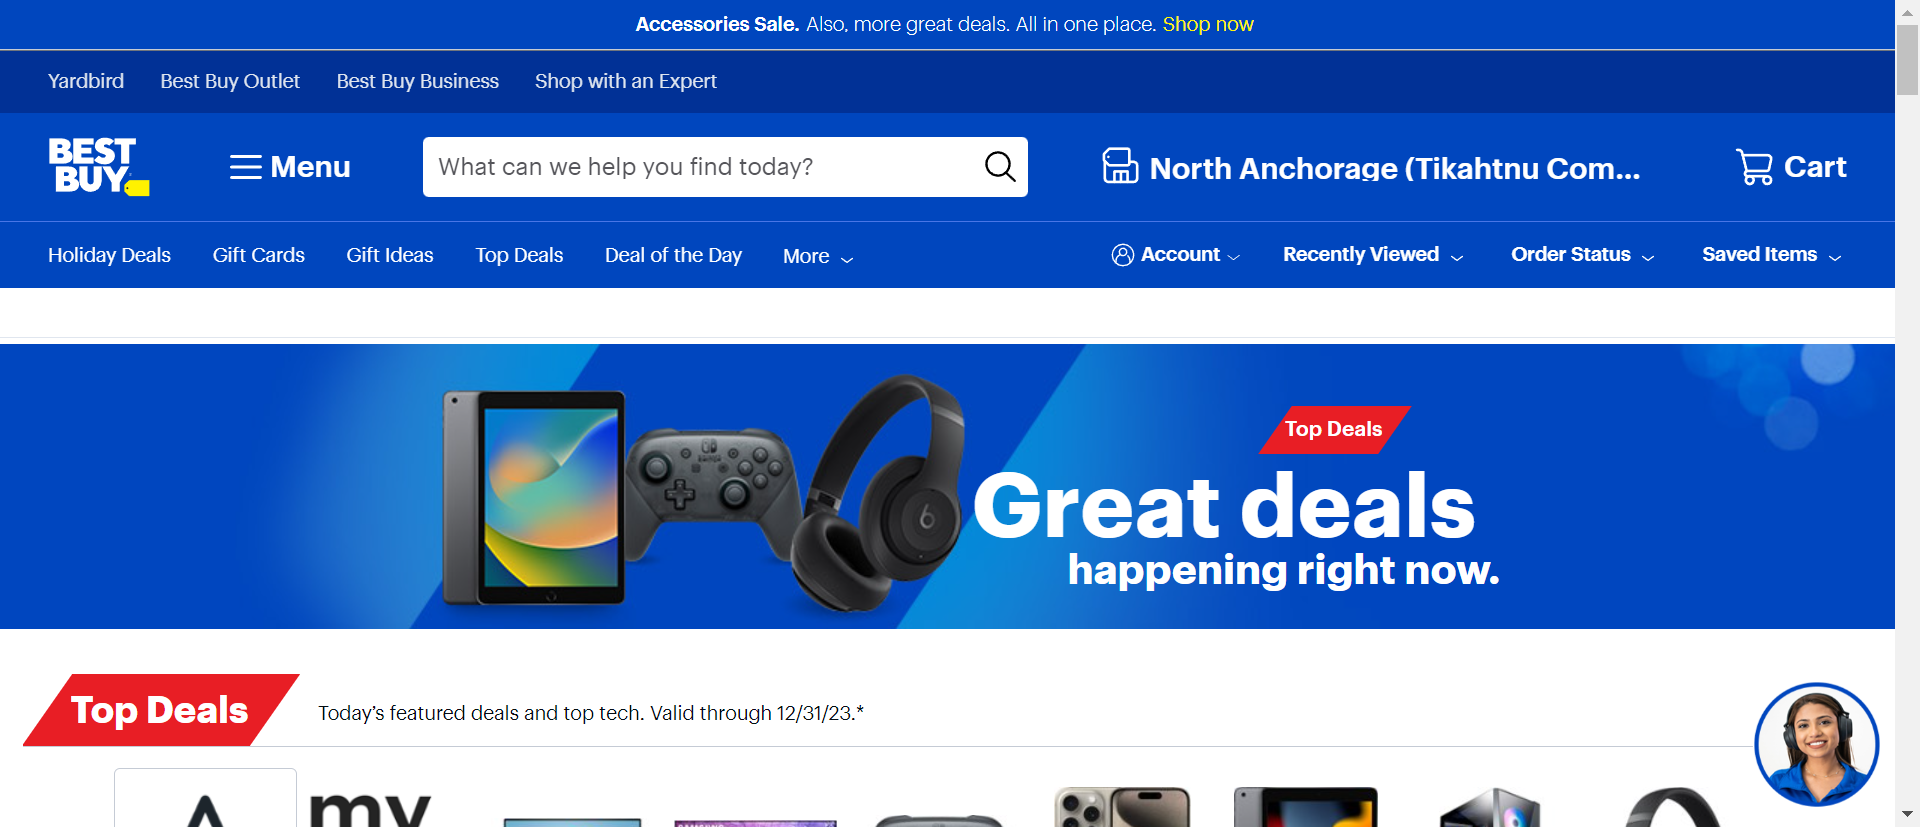 Accessories Sale. Also, more great deals. All in one place. Shop now
Yardbird Best Buy Outlet Best Buy Business Shop with an Expert
BEST
BUY
Menu
What can we help you find today?
North Anchorage (Tikahtnu Com...
Cart
Holiday Deals Gift Cards Gift Ideas Top Deals Deal of the Day More Account Recently Viewed Order Status Saved Items
Top Deals
Great deals
happening right now.
Top Deals
Today's featured deals and top tech. Valid through 12/31/23.*
my
SAMSUNG